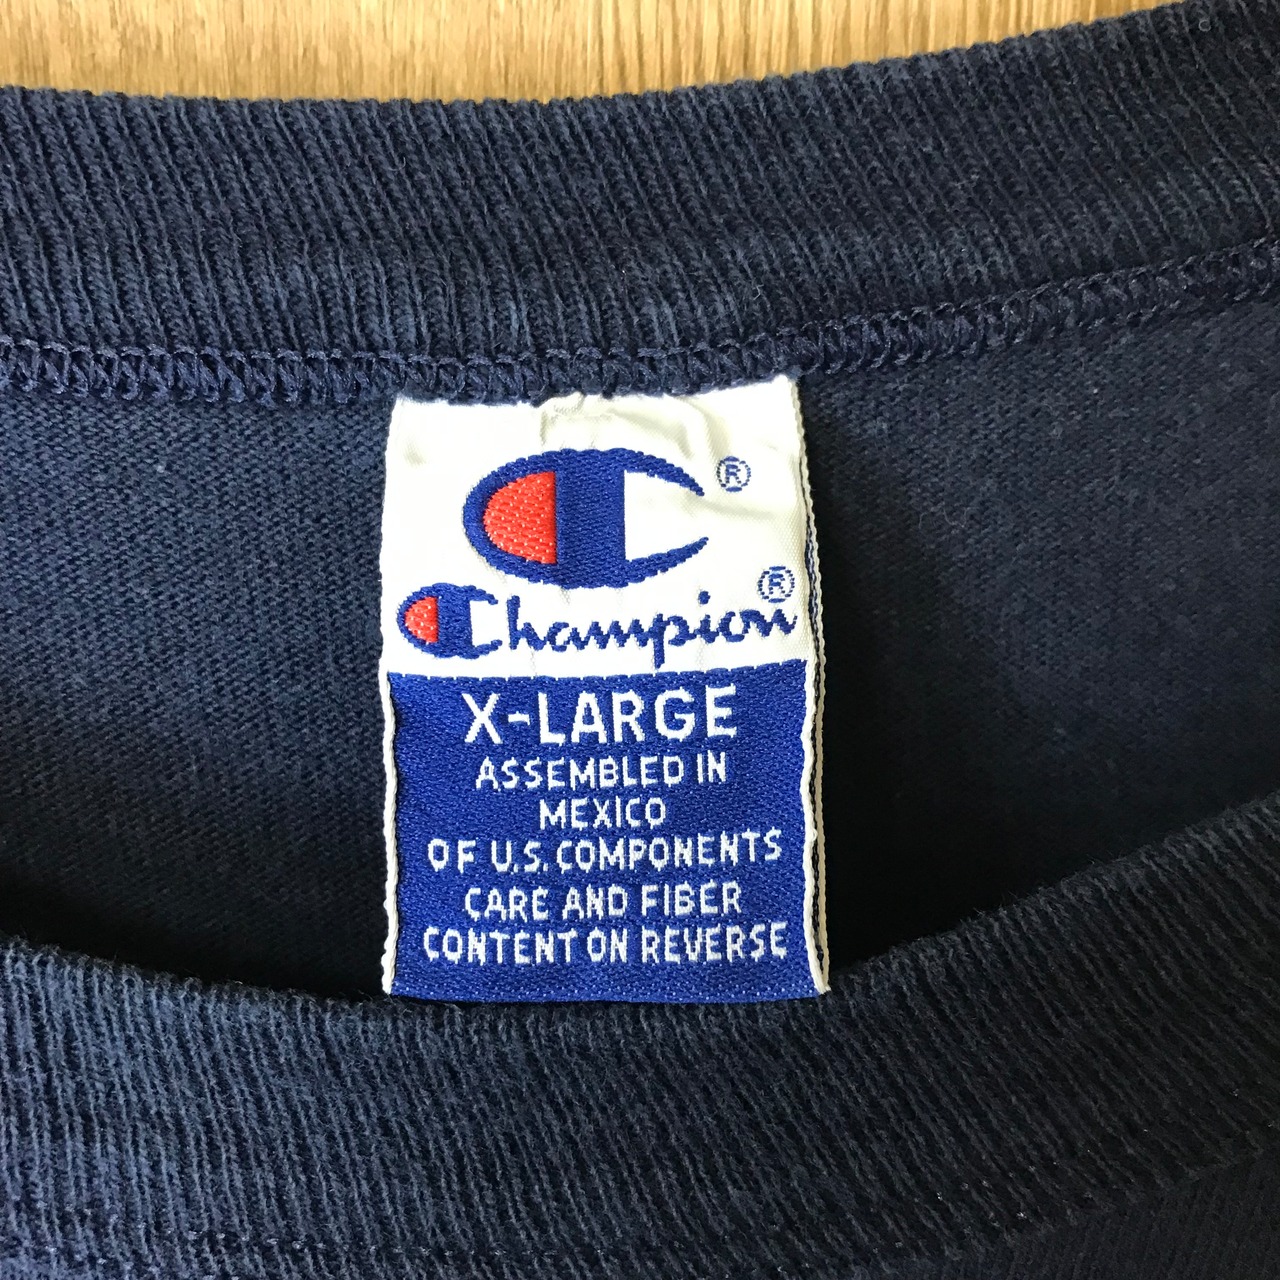 ®
Champion®
X-LARGE
ASSEMBLED IN
MEXICO
OF U.S. COMPONENTS
CARE AND FIBER
CONTENT ON REVERSE